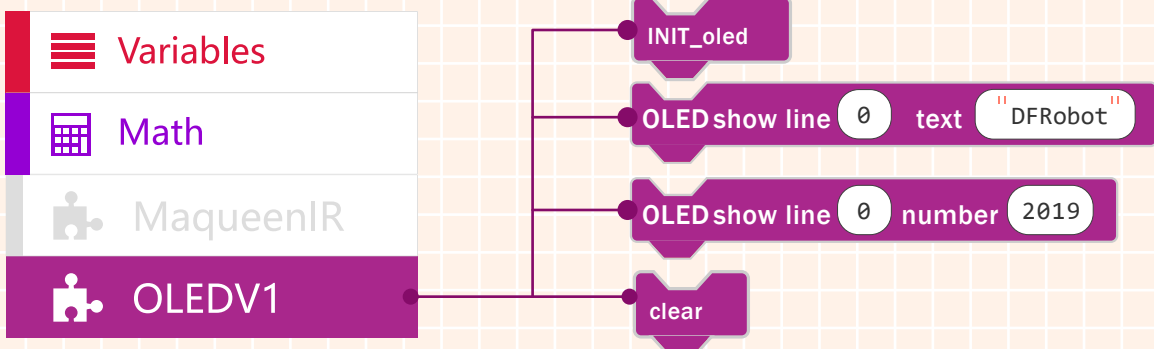 Variables
Math
MaqueenIR
OLEDV1
INIT_oled
OLED show line 0 text "DFRobot"
OLED show line 0 number 2019
clear